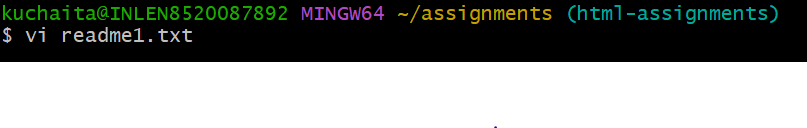 kuchaita@INLEN8520087892 MINGW64 ~/assignments (html-assignments)
$ vi readme1.txt